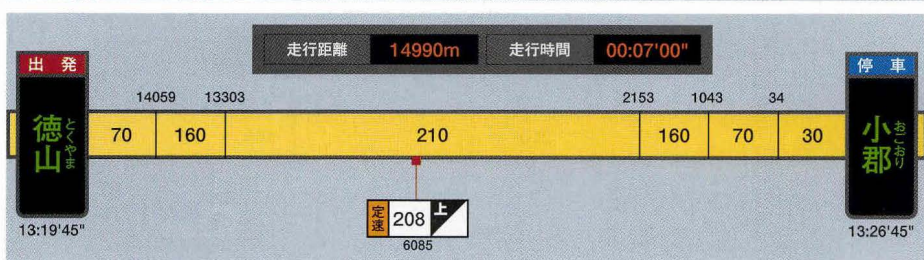 走行距離 14990m 走行時間 00:07'00"
出発 停車
14059 13303 2153 1043 34
徳山 とくやま 70 160 210 160 70 30 小郡 おごおり
定速 208 上
6085
13:19'45" 13:26'45"